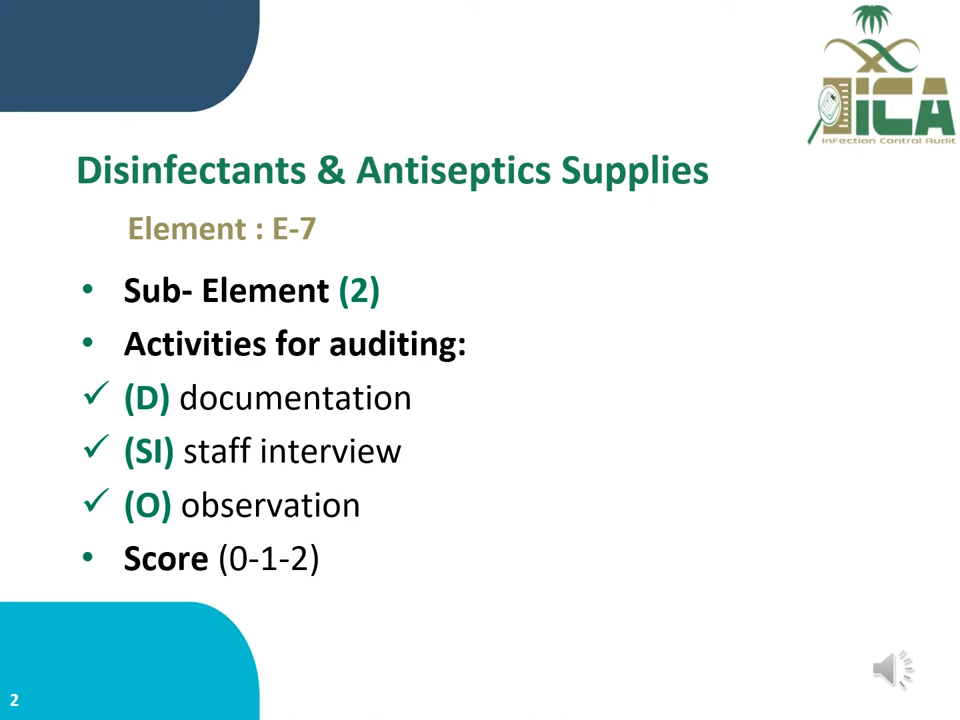 iCA
Infection Control Audit
Disinfectants & Antiseptics Supplies
Element : E-7
• Sub- Element (2)
• Activities for auditing:
✓ (D) documentation
✓ (SI) staff interview
✓ (O) observation
• Score (0-1-2)
2